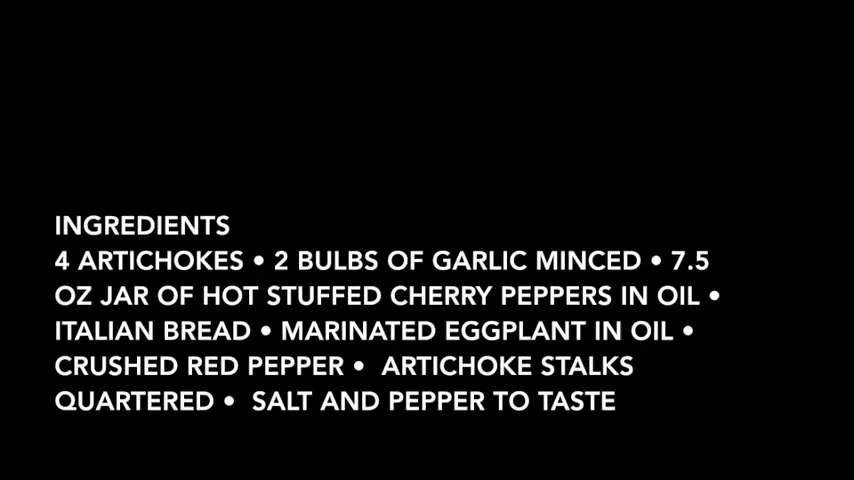 INGREDIENTS
4 ARTICHOKES • 2 BULBS OF GARLIC MINCED • 7.5
OZ JAR OF HOT STUFFED CHERRY PEPPERS IN OIL •
ITALIAN BREAD • MARINATED EGGPLANT IN OIL •
CRUSHED RED PEPPER •  ARTICHOKE STALKS
QUARTERED •  SALT AND PEPPER TO TASTE